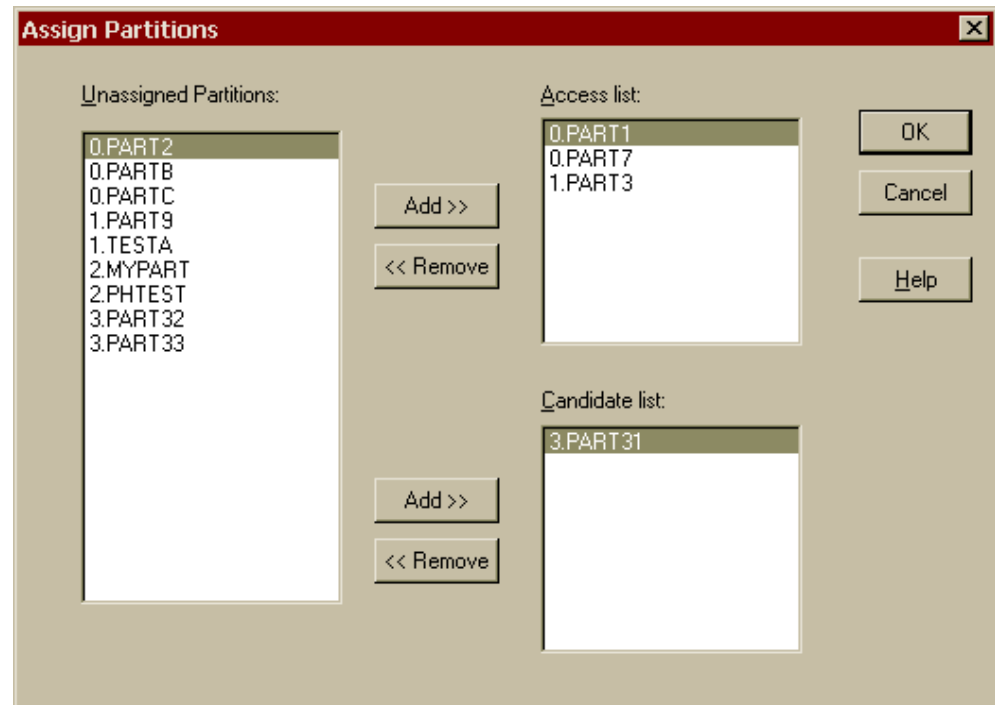 Assign Partitions
Unassigned Partitions:
0.PART2
0.PARTB
0.PARTC
1.PART9
1.TESTA
2.MYPART
2.PHTEST
3.PART32
3.PART33
Add >>
<< Remove
Add >>
<< Remove
Access list:
0.PART1
0.PART7
1.PART3
Candidate list:
3.PART31
OK
Cancel
Help